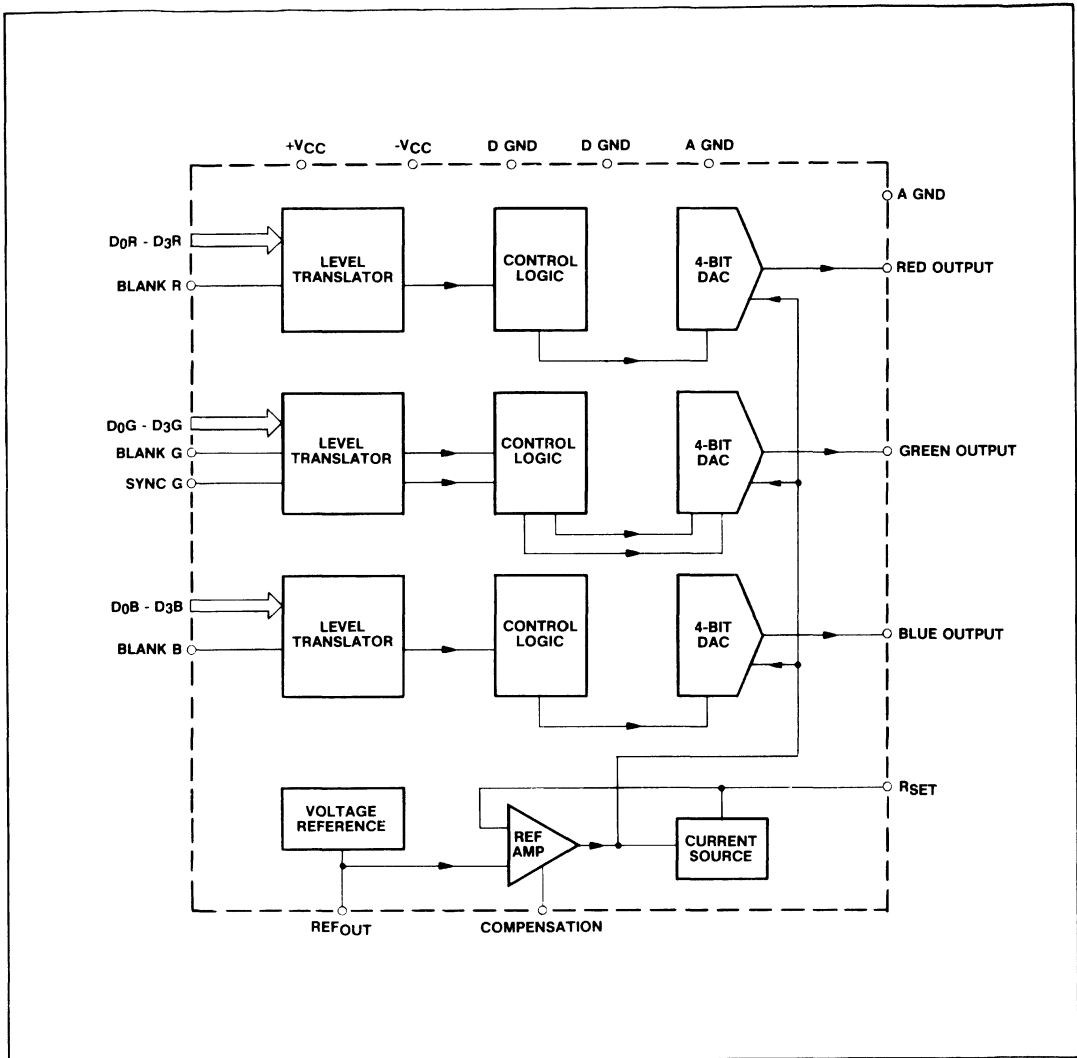 +VCC -VCC D GND D GND A GND
A GND
D0R - D3R
BLANK R
LEVEL
TRANSLATOR
CONTROL
LOGIC
4-BIT
DAC
RED OUTPUT
D0G - D3G
BLANK G
SYNC G
LEVEL
TRANSLATOR
CONTROL
LOGIC
4-BIT
DAC
GREEN OUTPUT
D0B - D3B
BLANK B
LEVEL
TRANSLATOR
CONTROL
LOGIC
4-BIT
DAC
BLUE OUTPUT
VOLTAGE
REFERENCE
REF
AMP
CURRENT
SOURCE
RSET
REFOUT
COMPENSATION